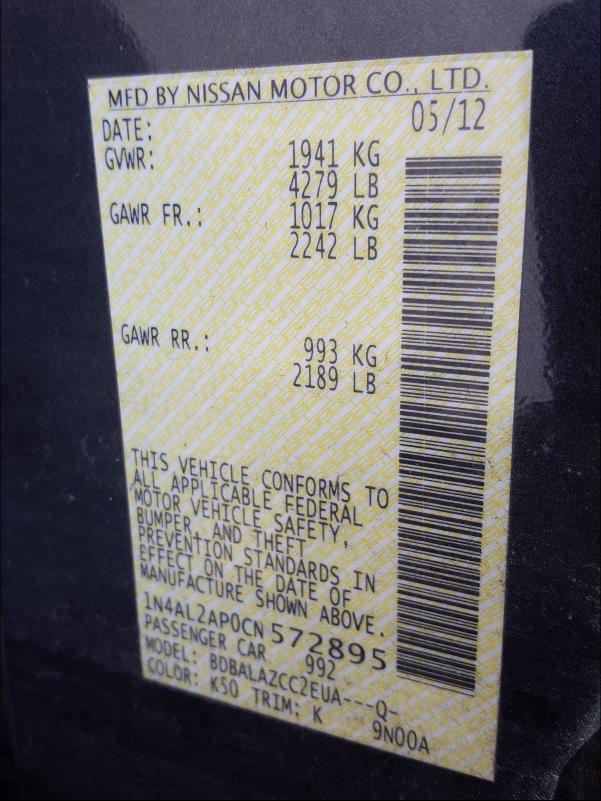 MFD BY NISSAN MOTOR CO., LTD.
DATE: 05/12
GVWR: 1941 KG
4279 LB
GAWR FR.: 1017 KG
2242 LB
GAWR RR.: 993 KG
2189 LB
THIS VEHICLE CONFORMS TO
ALL APPLICABLE FEDERAL
MOTOR VEHICLE SAFETY,
BUMPER, AND THEFT
PREVENTION STANDARDS IN
EFFECT ON THE DATE OF
MANUFACTURE SHOWN ABOVE.
1N4AL2AP0CN572895
PASSENGER CAR 992
MODEL: BDBALAZCC2EUA---Q-
COLOR: K50 TRIM: K 9N00A